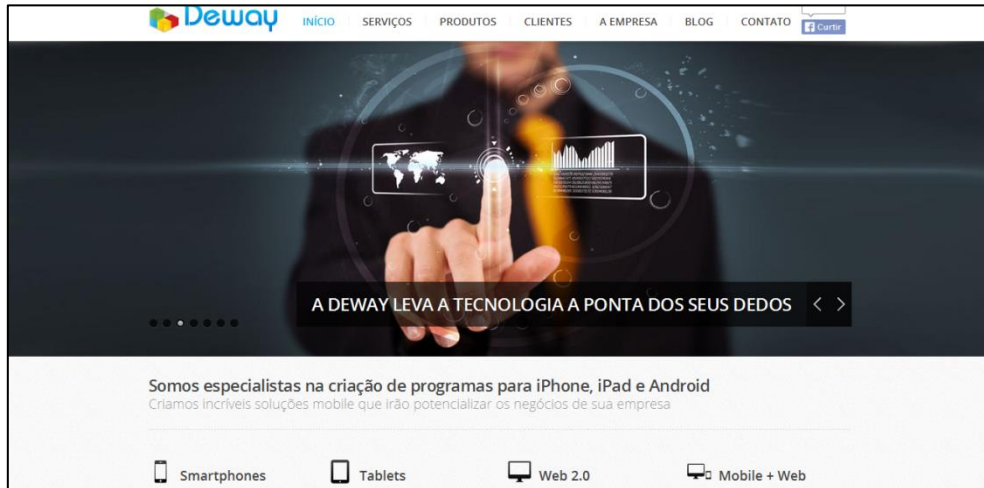 Deway
INÍCIO SERVIÇOS PRODUTOS CLIENTES A EMPRESA BLOG CONTATO
Curtir
A DEWAY LEVA A TECNOLOGIA A PONTA DOS SEUS DEDOS
Somos especialistas na criação de programas para iPhone, iPad e Android
Criamos incríveis soluções mobile que irão potencializar os negócios de sua empresa
Smartphones Tablets Web 2.0 Mobile + Web